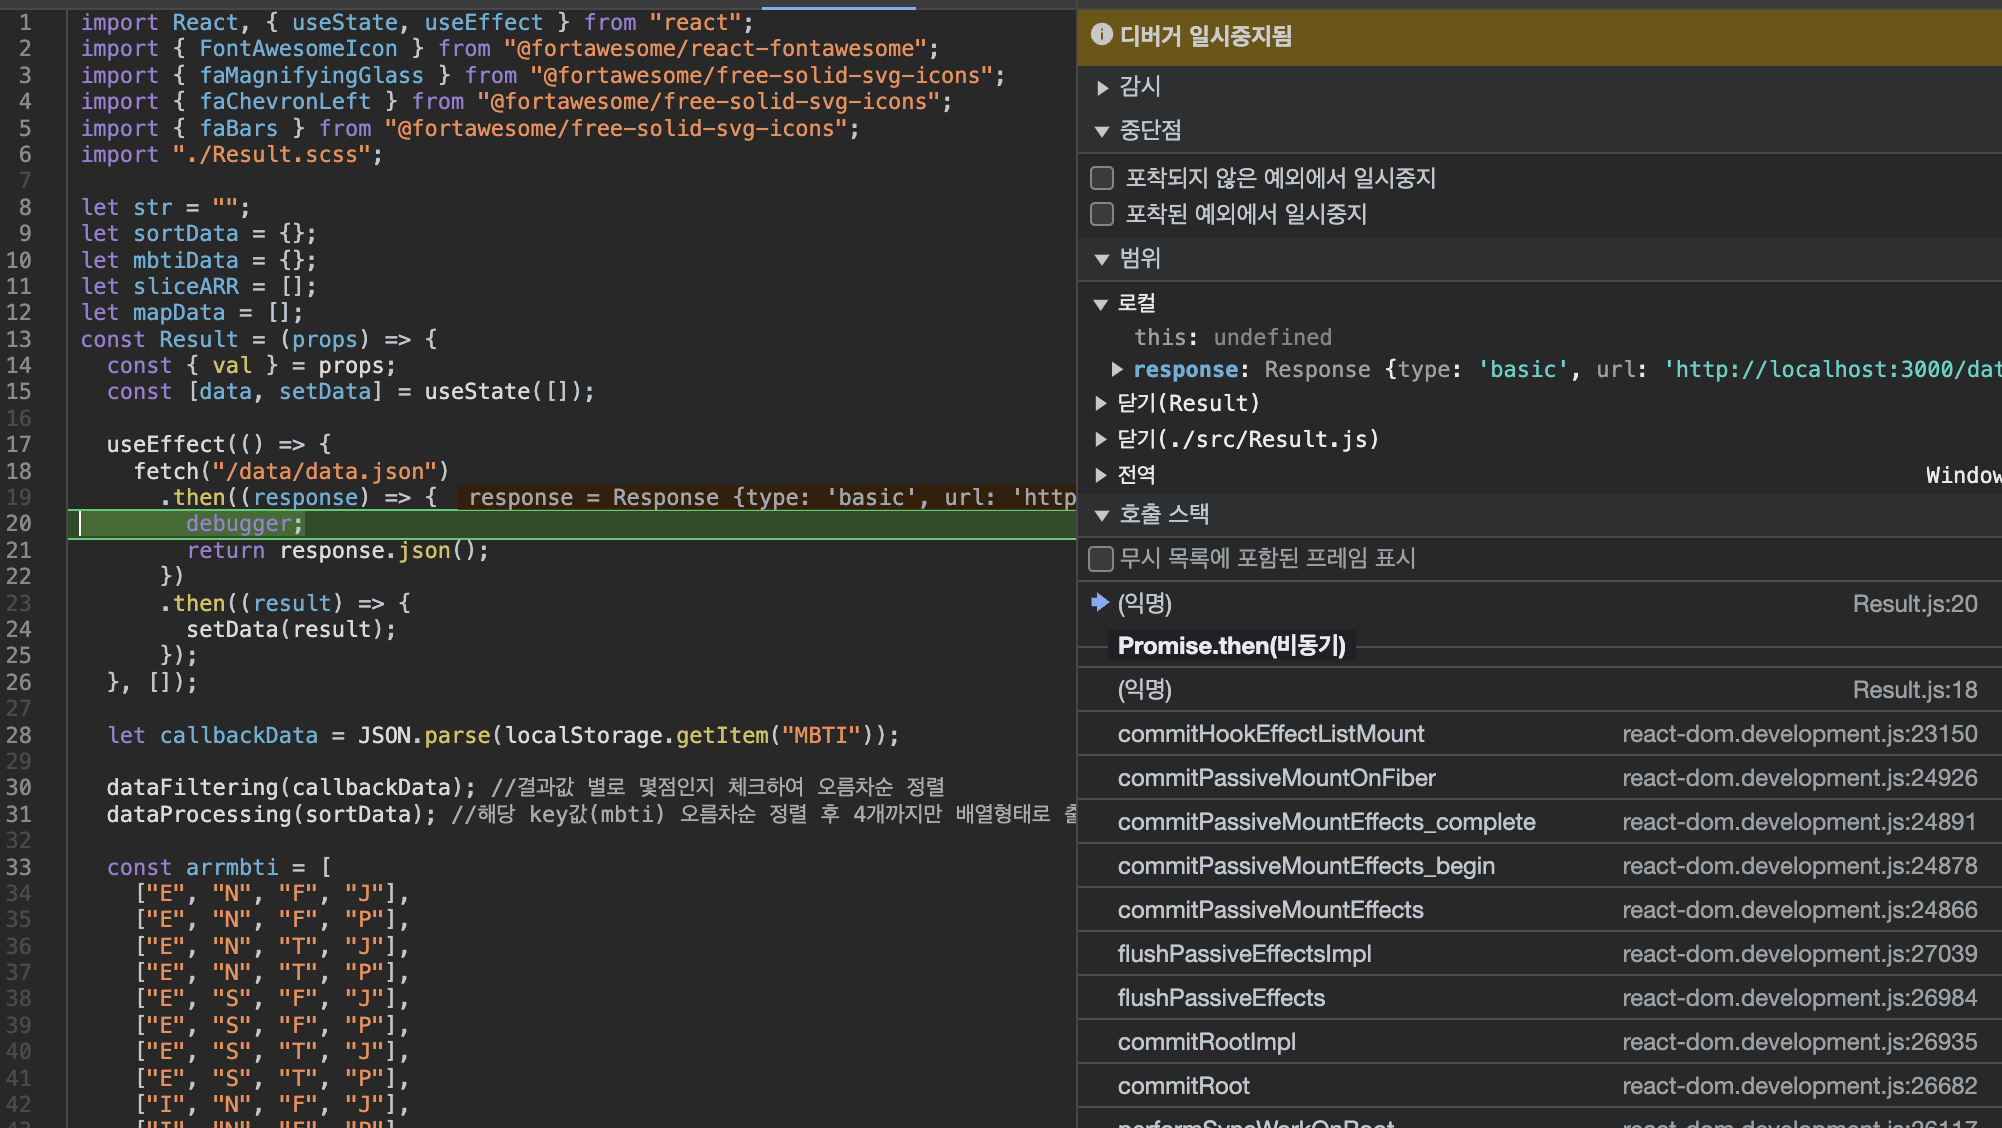 1 import React, { useState, useEffect } from "react";
2 import { FontAwesomeIcon } from "@fortawesome/react-fontawesome";
3 import { faMagnifyingGlass } from "@fortawesome/free-solid-svg-icons";
4 import { faChevronLeft } from "@fortawesome/free-solid-svg-icons";
5 import { faBars } from "@fortawesome/free-solid-svg-icons";
6 import "./Result.scss";
7
8 let str = "";
9 let sortData = {};
10 let mbtiData = {};
11 let sliceARR = [];
12 let mapData = [];
13 const Result = (props) => {
14 const { val } = props;
15 const [data, setData] = useState([]);
16
17 useEffect(() => {
18 fetch("/data/data.json")
19 .then((response) => { response = Response {type: 'basic', url: 'http
20 debugger;
21 return response.json();
22 })
23 .then((result) => {
24 setData(result);
25 });
26 }, []);
27
28 let callbackData = JSON.parse(localStorage.getItem("MBTI"));
29
30 dataFiltering(callbackData); //결과값 별로 몇점인지 체크하여 오름차순 정렬
31 dataProcessing(sortData); //해당 key값(mbti) 오름차순 정렬 후 4개까지만 배열형태로
32
33 const arrmbti = [
34 ["E", "N", "F", "J"],
35 ["E", "N", "F", "P"],
36 ["E", "N", "T", "J"],
37 ["E", "N", "T", "P"],
38 ["E", "S", "F", "J"],
39 ["E", "S", "F", "P"],
40 ["E", "S", "T", "J"],
41 ["E", "S", "T", "P"],
42 ["I", "N", "F", "J"],
디버거 일시중지됨
감시
중단점
포착되지 않은 예외에서 일시중지
포착된 예외에서 일시중지
범위
로컬
this: undefined
response: Response {type: 'basic', url: 'http://localhost:3000/dat
닫기(Result)
닫기(./src/Result.js)
전역 Window
호출 스택
무시 목록에 포함된 프레임 표시
(익명) Result.js:20
Promise.then(비동기)
(익명) Result.js:18
commitHookEffectListMount react-dom.development.js:23150
commitPassiveMountOnFiber react-dom.development.js:24926
commitPassiveMountEffects_complete react-dom.development.js:24891
commitPassiveMountEffects_begin react-dom.development.js:24878
commitPassiveMountEffects react-dom.development.js:24866
flushPassiveEffectsImpl react-dom.development.js:27039
flushPassiveEffects react-dom.development.js:26984
commitRootImpl react-dom.development.js:26935
commitRoot react-dom.development.js:26682